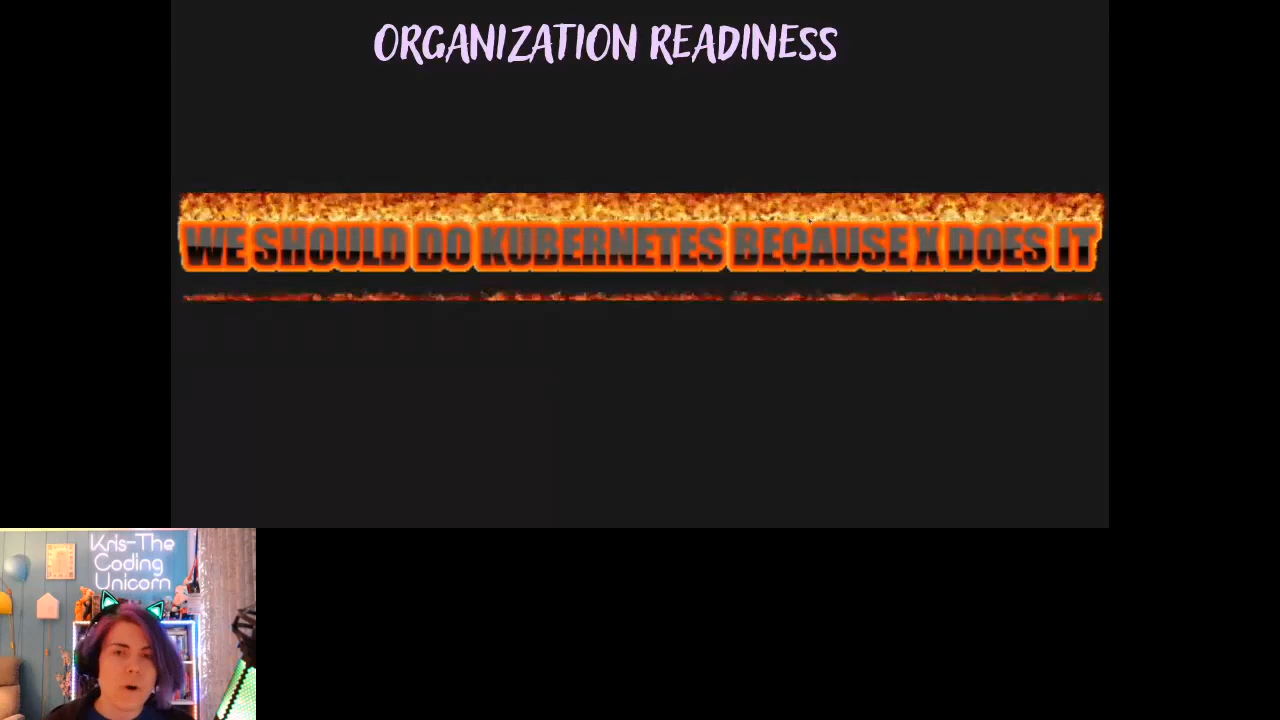 ORGANIZATION READINESS
WE SHOULD DO KUBERNETES BECAUSE X DOES IT
Kris-The
Coding
Unicorn